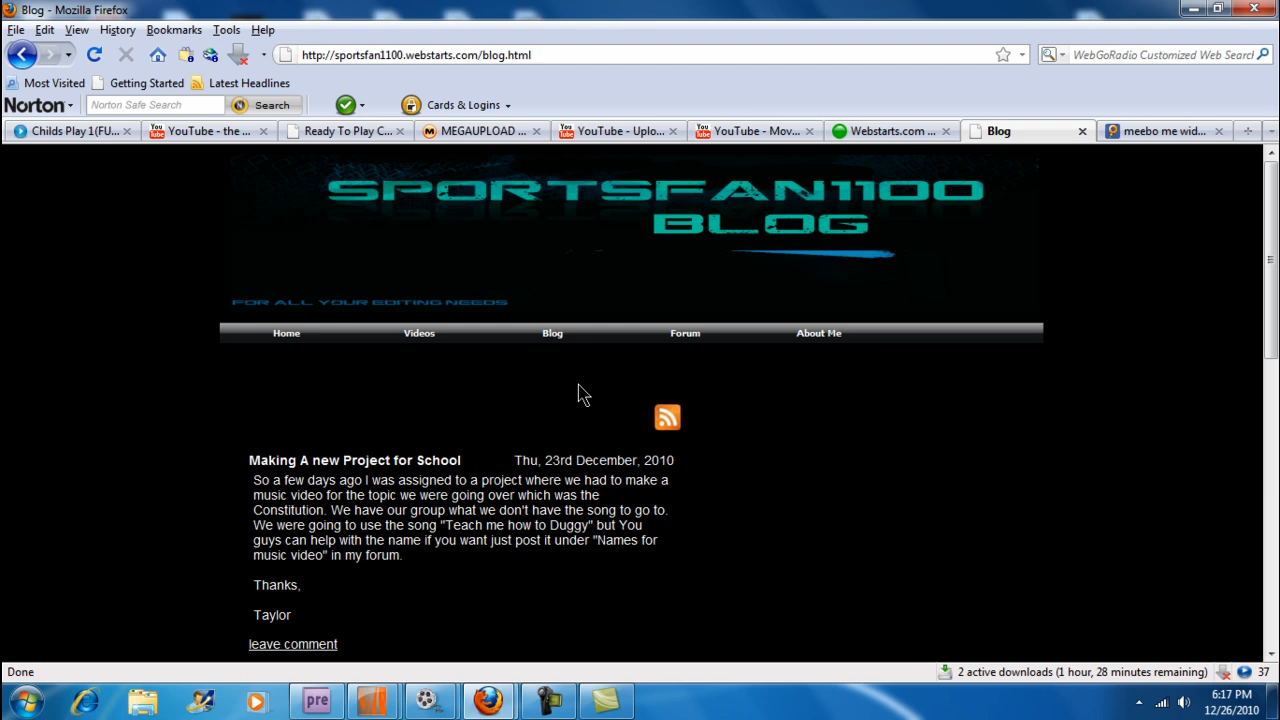 Blog - Mozilla Firefox
File Edit View History Bookmarks Tools Help
http://sportsfan1100.webstarts.com/blog.html WebGoRadio Customized Web Searc
Most Visited Getting Started Latest Headlines
Norton Norton Safe Search Search Cards & Logins
Childs Play 1(FU... YouTube - the ... Ready To Play C... MEGAUPLOAD ... YouTube - Uplo... YouTube - Mov... Webstarts.com ... Blog meebo me wid...
SPORTSFAN1100
BLOG
FOR ALL YOUR EDITING NEEDS
Home Videos Blog Forum About Me
Making A new Project for School Thu, 23rd December, 2010
So a few days ago I was assigned to a project where we had to make a
music video for the topic we were going over which was the
Constitution. We have our group what we don't have the song to go to.
We were going to use the song "Teach me how to Duggy" but You
guys can help with the name if you want just post it under "Names for
music video" in my forum.
Thanks,
Taylor
leave comment
Done 2 active downloads (1 hour, 28 minutes remaining) 37
pre 6:17 PM
12/26/2010